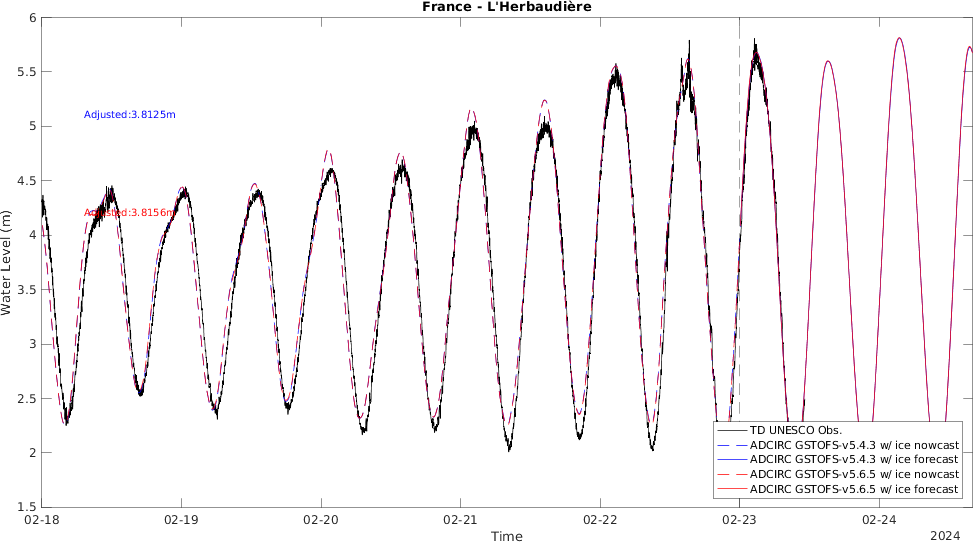 France - L'Herbaudière
6
5.5
5
4.5
4
3.5
3
2.5
2
1.5
Water Level (m)
Adjusted:3.8125m
Adjusted:3.8156m
TD UNESCO Obs.
ADCIRC GSTOFS-v5.4.3 w/ ice nowcast
ADCIRC GSTOFS-v5.4.3 w/ ice forecast
ADCIRC GSTOFS-v5.6.5 w/ ice nowcast
ADCIRC GSTOFS-v5.6.5 w/ ice forecast
02-18 02-19 02-20 02-21 02-22 02-23 02-24
Time
2024